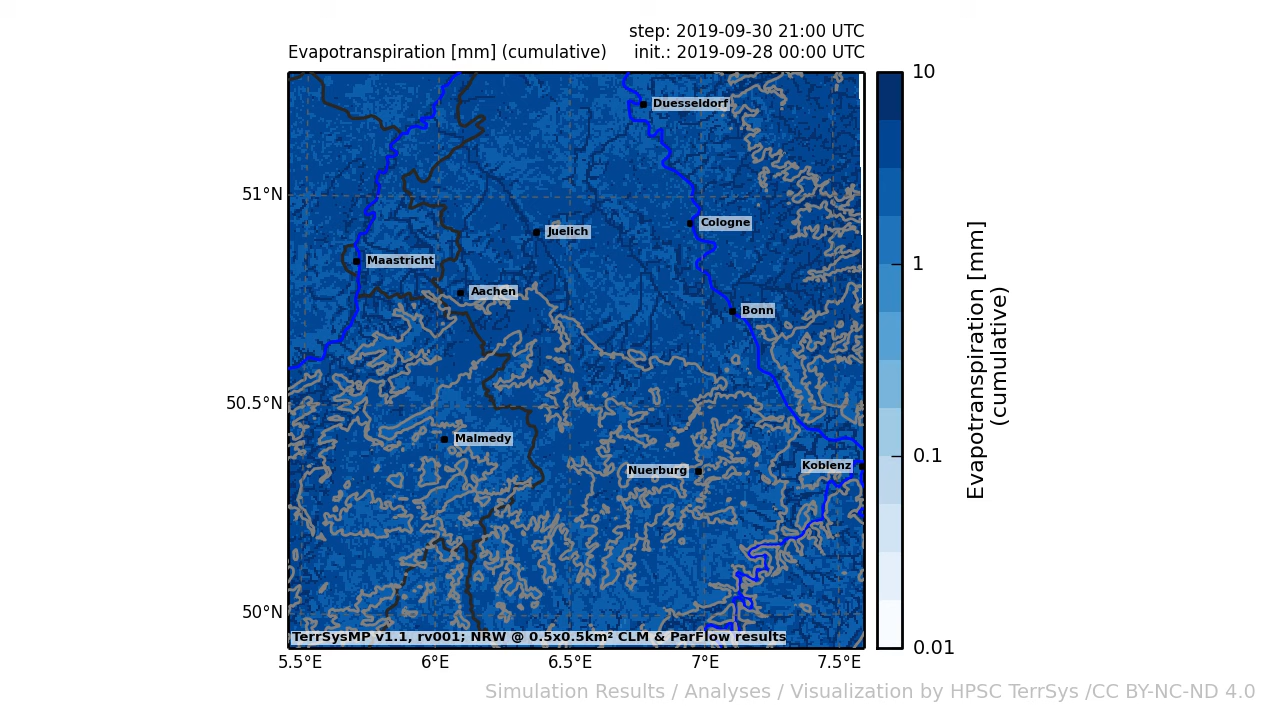 step: 2019-09-30 21:00 UTC
Evapotranspiration [mm] (cumulative) init.: 2019-09-28 00:00 UTC
10
Duesseldorf
51°N
Cologne
Juelich
Maastricht
1
Aachen
Bonn
Evapotranspiration [mm]
(cumulative)
50.5°N
Malmedy
0.1
Koblenz
Nuerburg
50°N
TerrSysMP v1.1, rv001; NRW @ 0.5x0.5km² CLM & ParFlow results
0.01
5.5°E 6°E 6.5°E 7°E 7.5°E
Simulation Results / Analyses / Visualization by HPSC TerrSys /CC BY-NC-ND 4.0